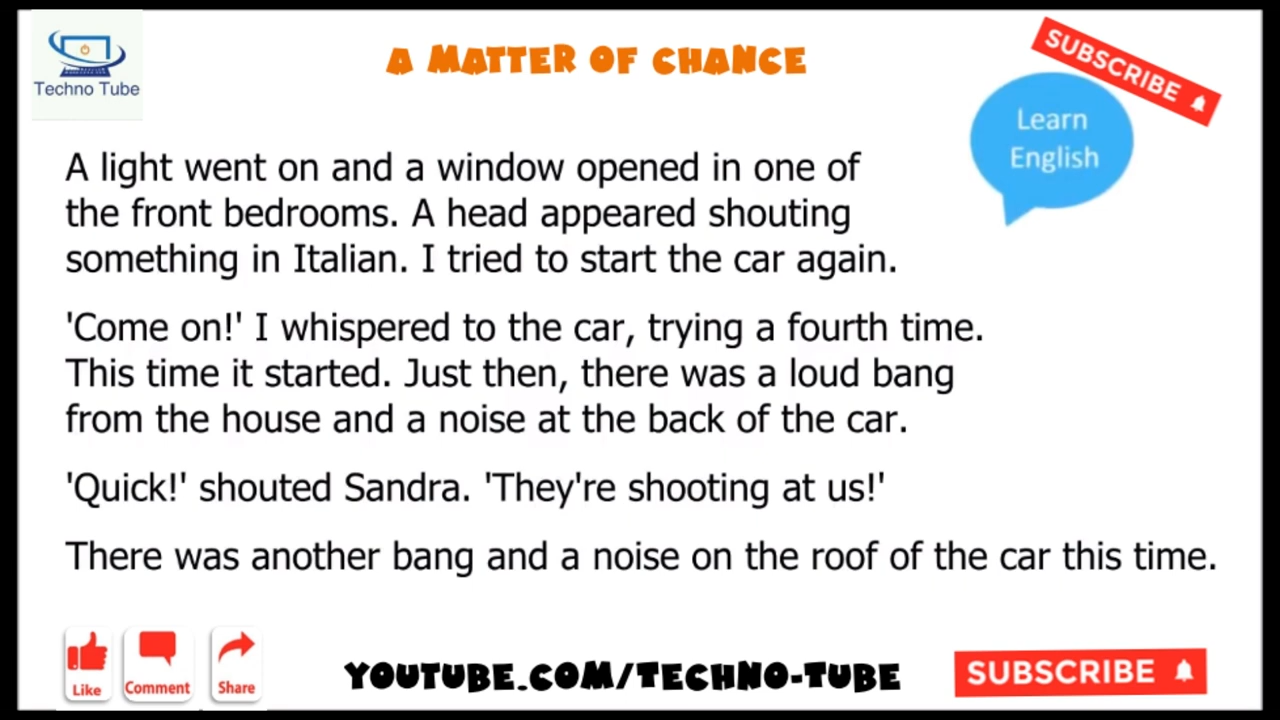 Techno Tube
A MATTER OF CHANCE
SUBSCRIBE
Learn
English
A light went on and a window opened in one of
the front bedrooms. A head appeared shouting
something in Italian. I tried to start the car again.
'Come on!' I whispered to the car, trying a fourth time.
This time it started. Just then, there was a loud bang
from the house and a noise at the back of the car.
'Quick!' shouted Sandra. 'They're shooting at us!'
There was another bang and a noise on the roof of the car this time.
Like
Comment
Share
YOUTUBE.COM/TECHNO-TUBE
SUBSCRIBE